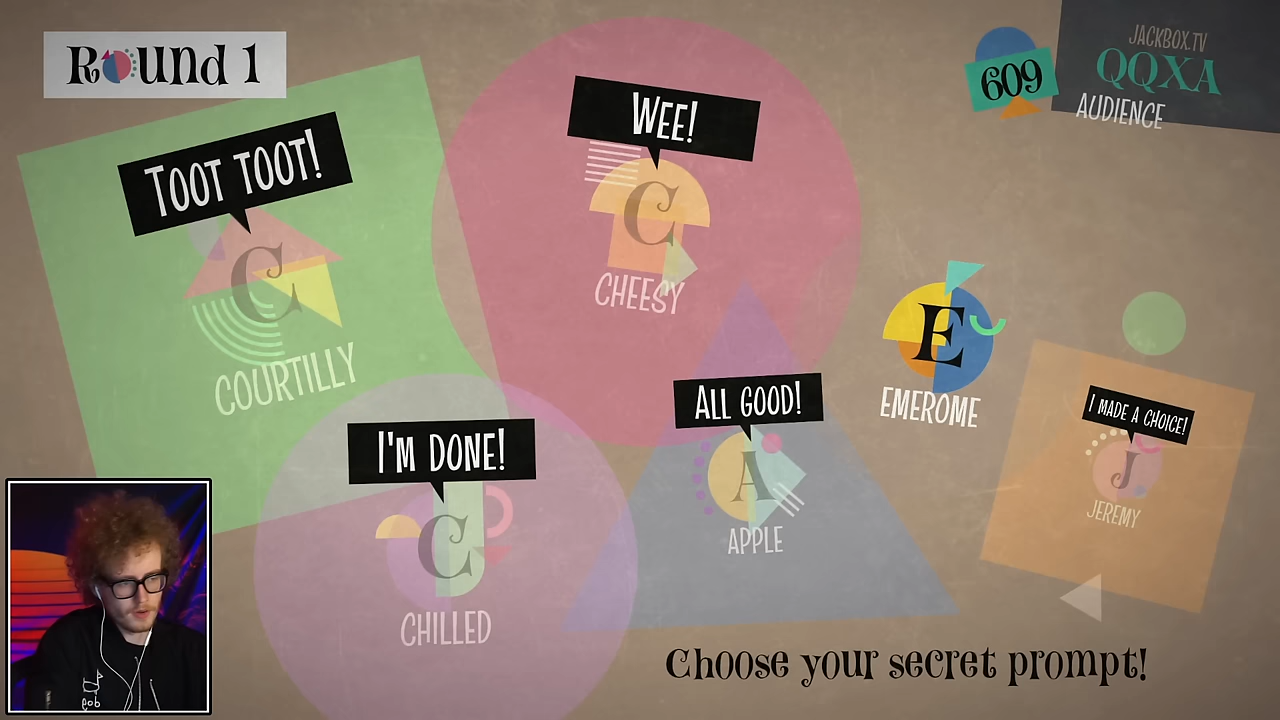 Round 1
JACKBOX.TV
QQXA
609
AUDIENCE
TOOT TOOT!
C
COURTILLY
WEE!
C
CHEESY
E
EMEROME
I'M DONE!
C
CHILLED
ALL GOOD!
A
APPLE
I MADE A CHOICE!
J
JEREMY
Choose your secret prompt!